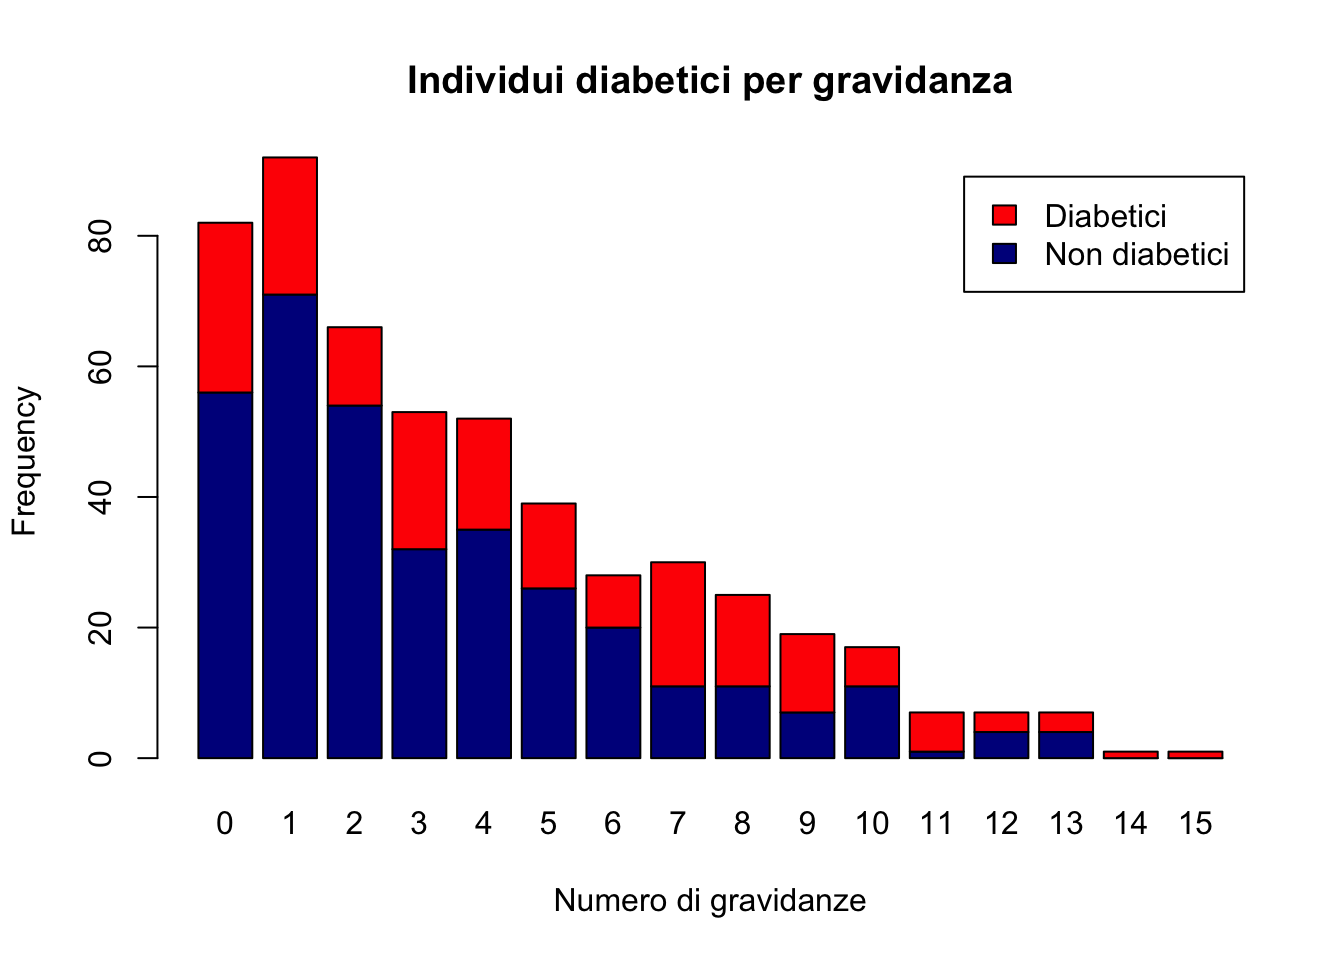 Individui diabetici per gravidanza
Diabetici
Non diabetici
Frequency
80
60
40
20
0
0 1 2 3 4 5 6 7 8 9 10 11 12 13 14 15
Numero di gravidanze